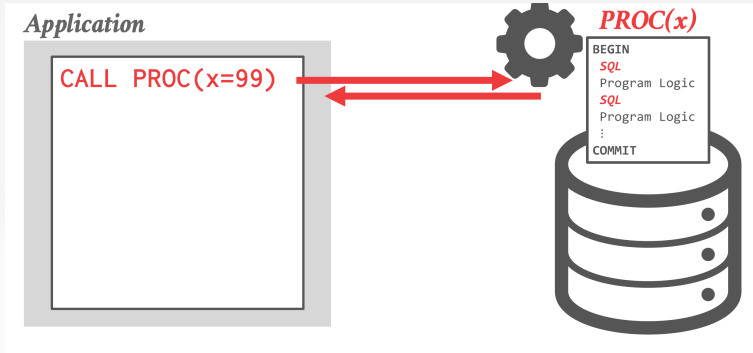 Application
CALL PROC(x=99)
PROC(x)
BEGIN
SQL
Program Logic
SQL
Program Logic
⋮
COMMIT